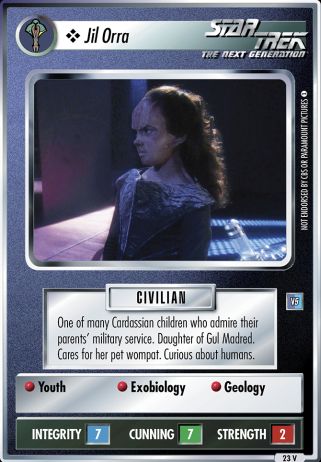 ❖ Jil Orra
STAR TREK
THE NEXT GENERATION
NOT ENDORSED BY CBS OR PARAMOUNT PICTURES
CIVILIAN
VS
One of many Cardassian children who admire their
parents' military service. Daughter of Gul Madred.
Cares for her pet wompat. Curious about humans.
Youth Exobiology Geology
INTEGRITY 7 CUNNING 7 STRENGTH 2
23 V